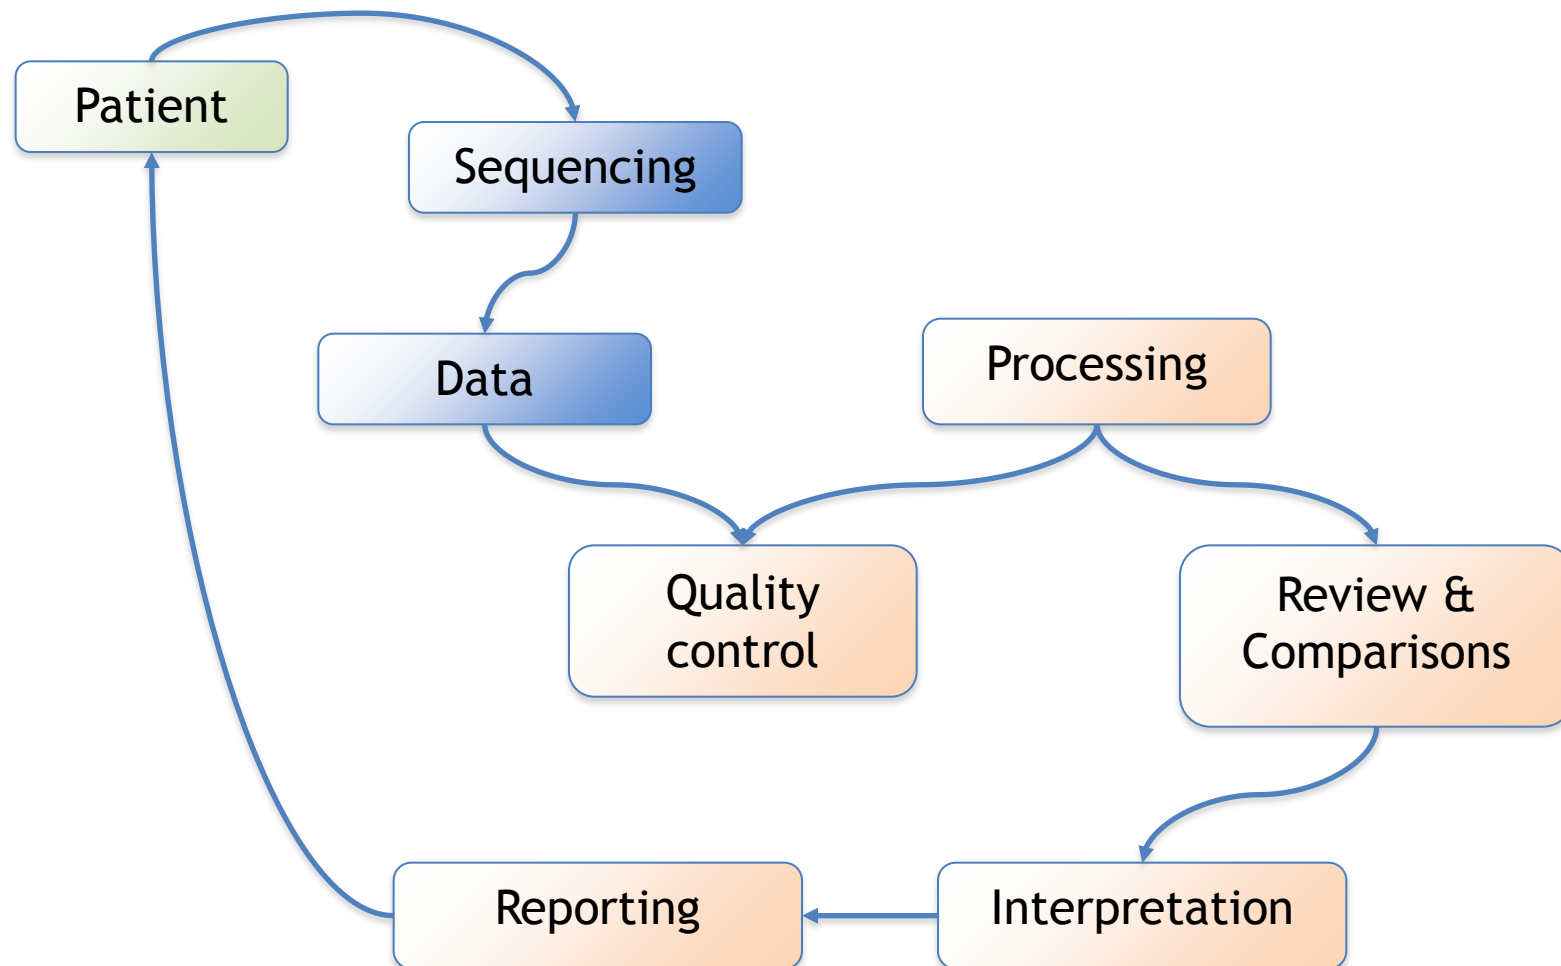 Patient
Sequencing
Data
Processing
Quality
control
Review &
Comparisons
Reporting
Interpretation